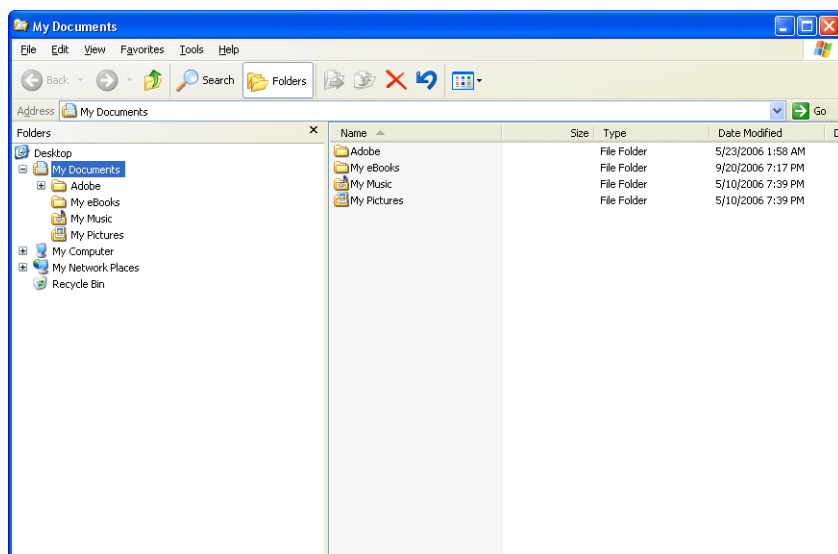 My Documents
File Edit View Favorites Tools Help
Back Search Folders
Address My Documents Go
Folders
Desktop
My Documents
Adobe
My eBooks
My Music
My Pictures
My Computer
My Network Places
Recycle Bin
Name Size Type Date Modified
Adobe File Folder 5/23/2006 1:58 AM
My eBooks File Folder 9/20/2006 7:17 PM
My Music File Folder 5/10/2006 7:39 PM
My Pictures File Folder 5/10/2006 7:39 PM